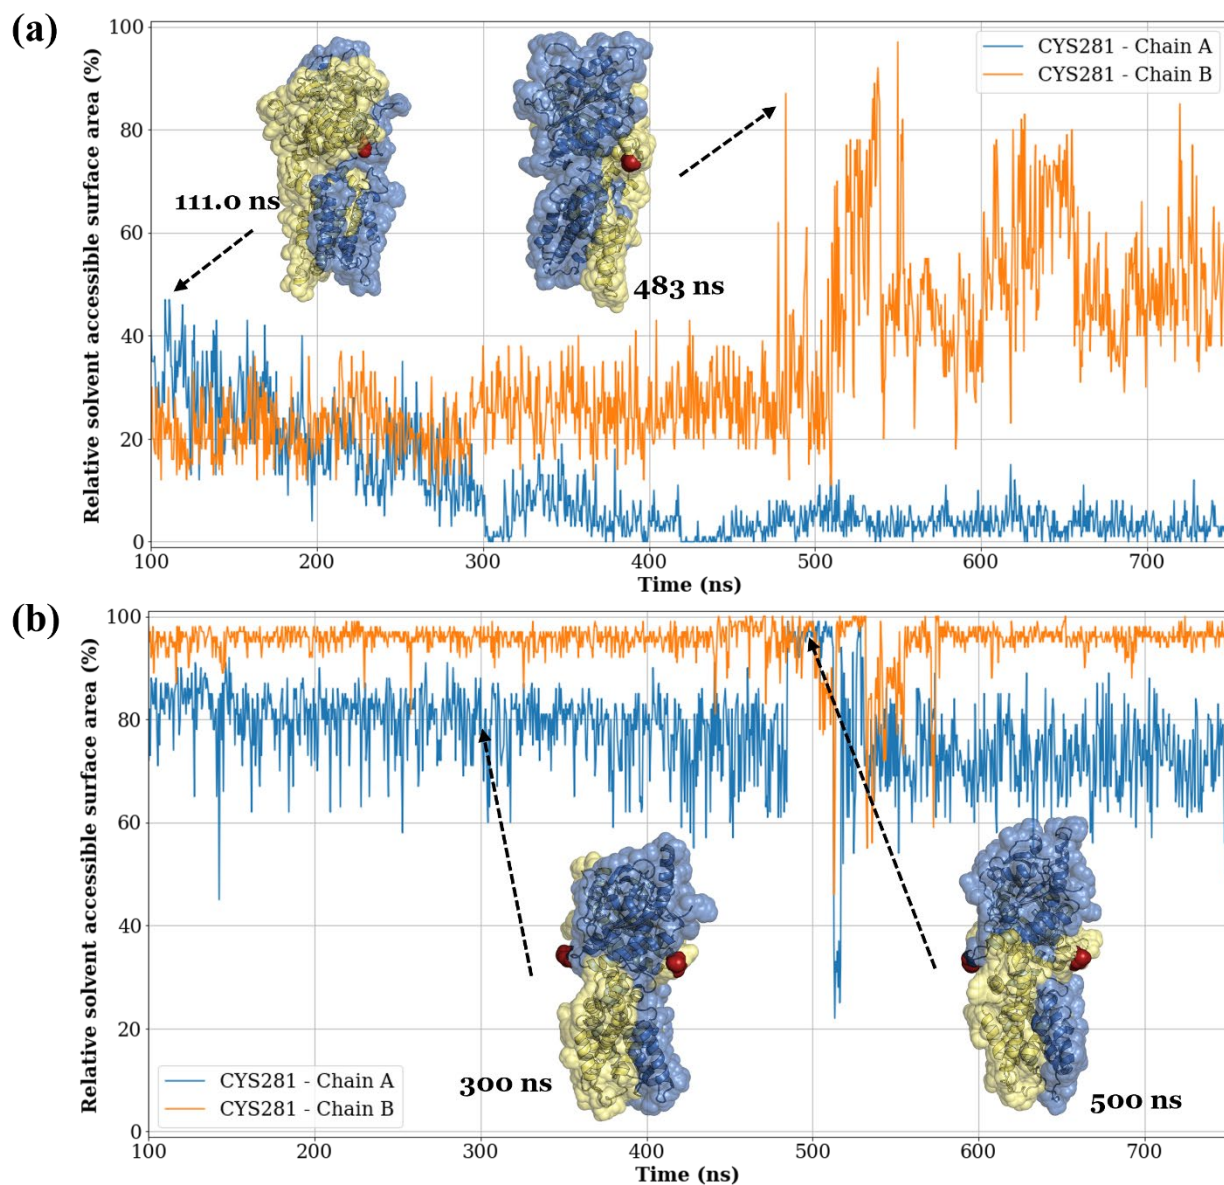 (a)
Relative solvent accessible surface area (%)
100
80
60
40
20
0
CYS281 - Chain A
CYS281 - Chain B
111.0 ns
483 ns
100 200 300 400 500 600 700
Time (ns)
(b)
Relative solvent accessible surface area (%)
100
80
60
40
20
0
CYS281 - Chain A
CYS281 - Chain B
300 ns
500 ns
100 200 300 400 500 600 700
Time (ns)